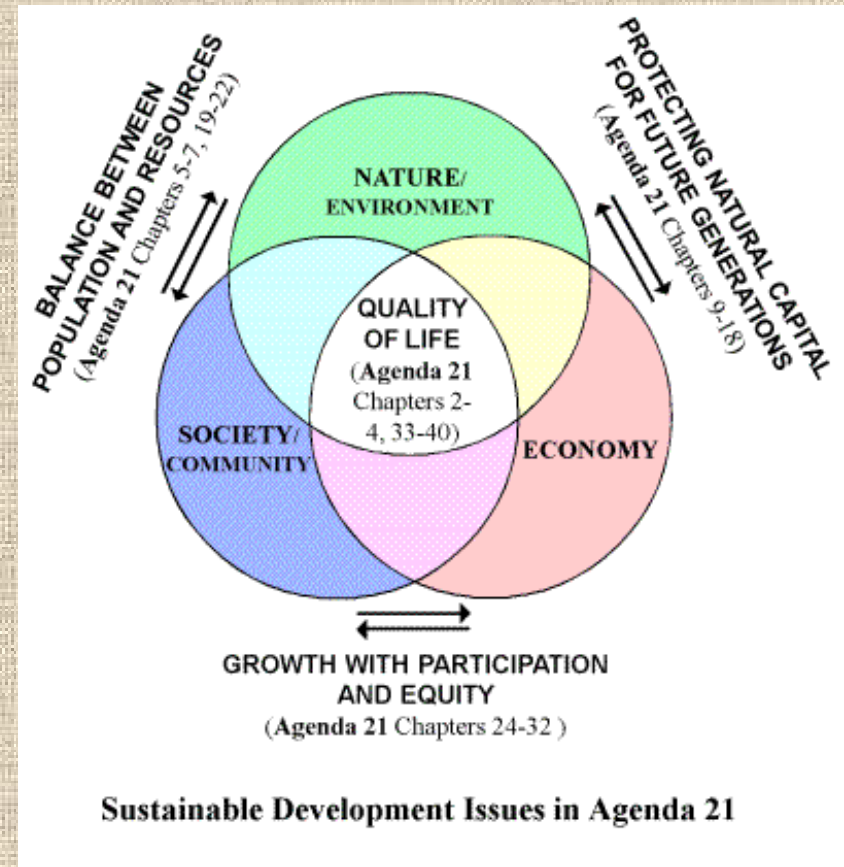 BALANCE BETWEEN
POPULATION AND RESOURCES
(Agenda 21 Chapters 5-7, 19-22)
PROTECTING NATURAL CAPITAL
FOR FUTURE GENERATIONS
(Agenda 21 Chapters 9-18)
NATURE/
ENVIRONMENT
QUALITY
OF LIFE
(Agenda 21
Chapters 2-
4, 33-40)
SOCIETY/
COMMUNITY
ECONOMY
GROWTH WITH PARTICIPATION
AND EQUITY
(Agenda 21 Chapters 24-32 )
Sustainable Development Issues in Agenda 21